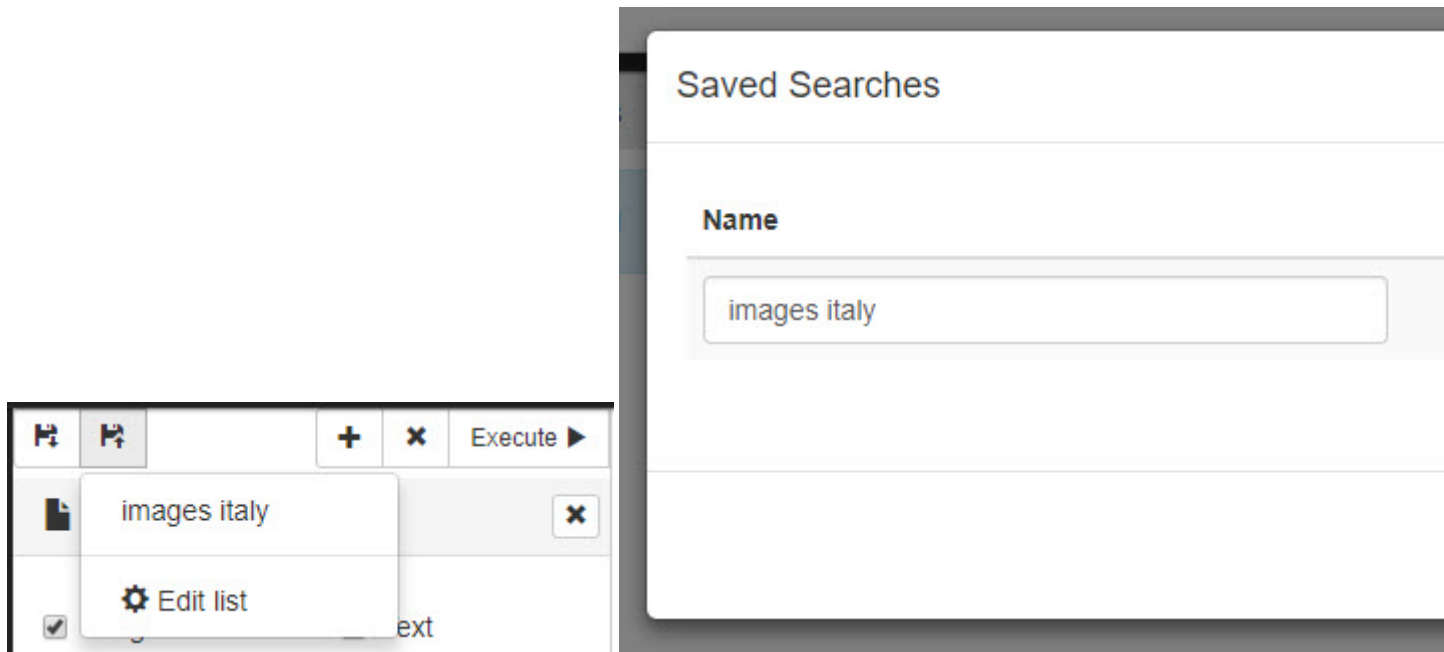 Execute
images italy
Edit list
ext
Saved Searches
Name
images italy